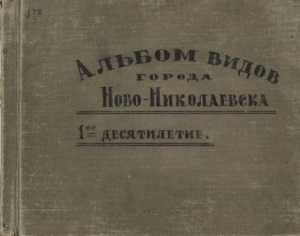 Альбом видов
города
Ново-Николаевска
1ое десятилетие.